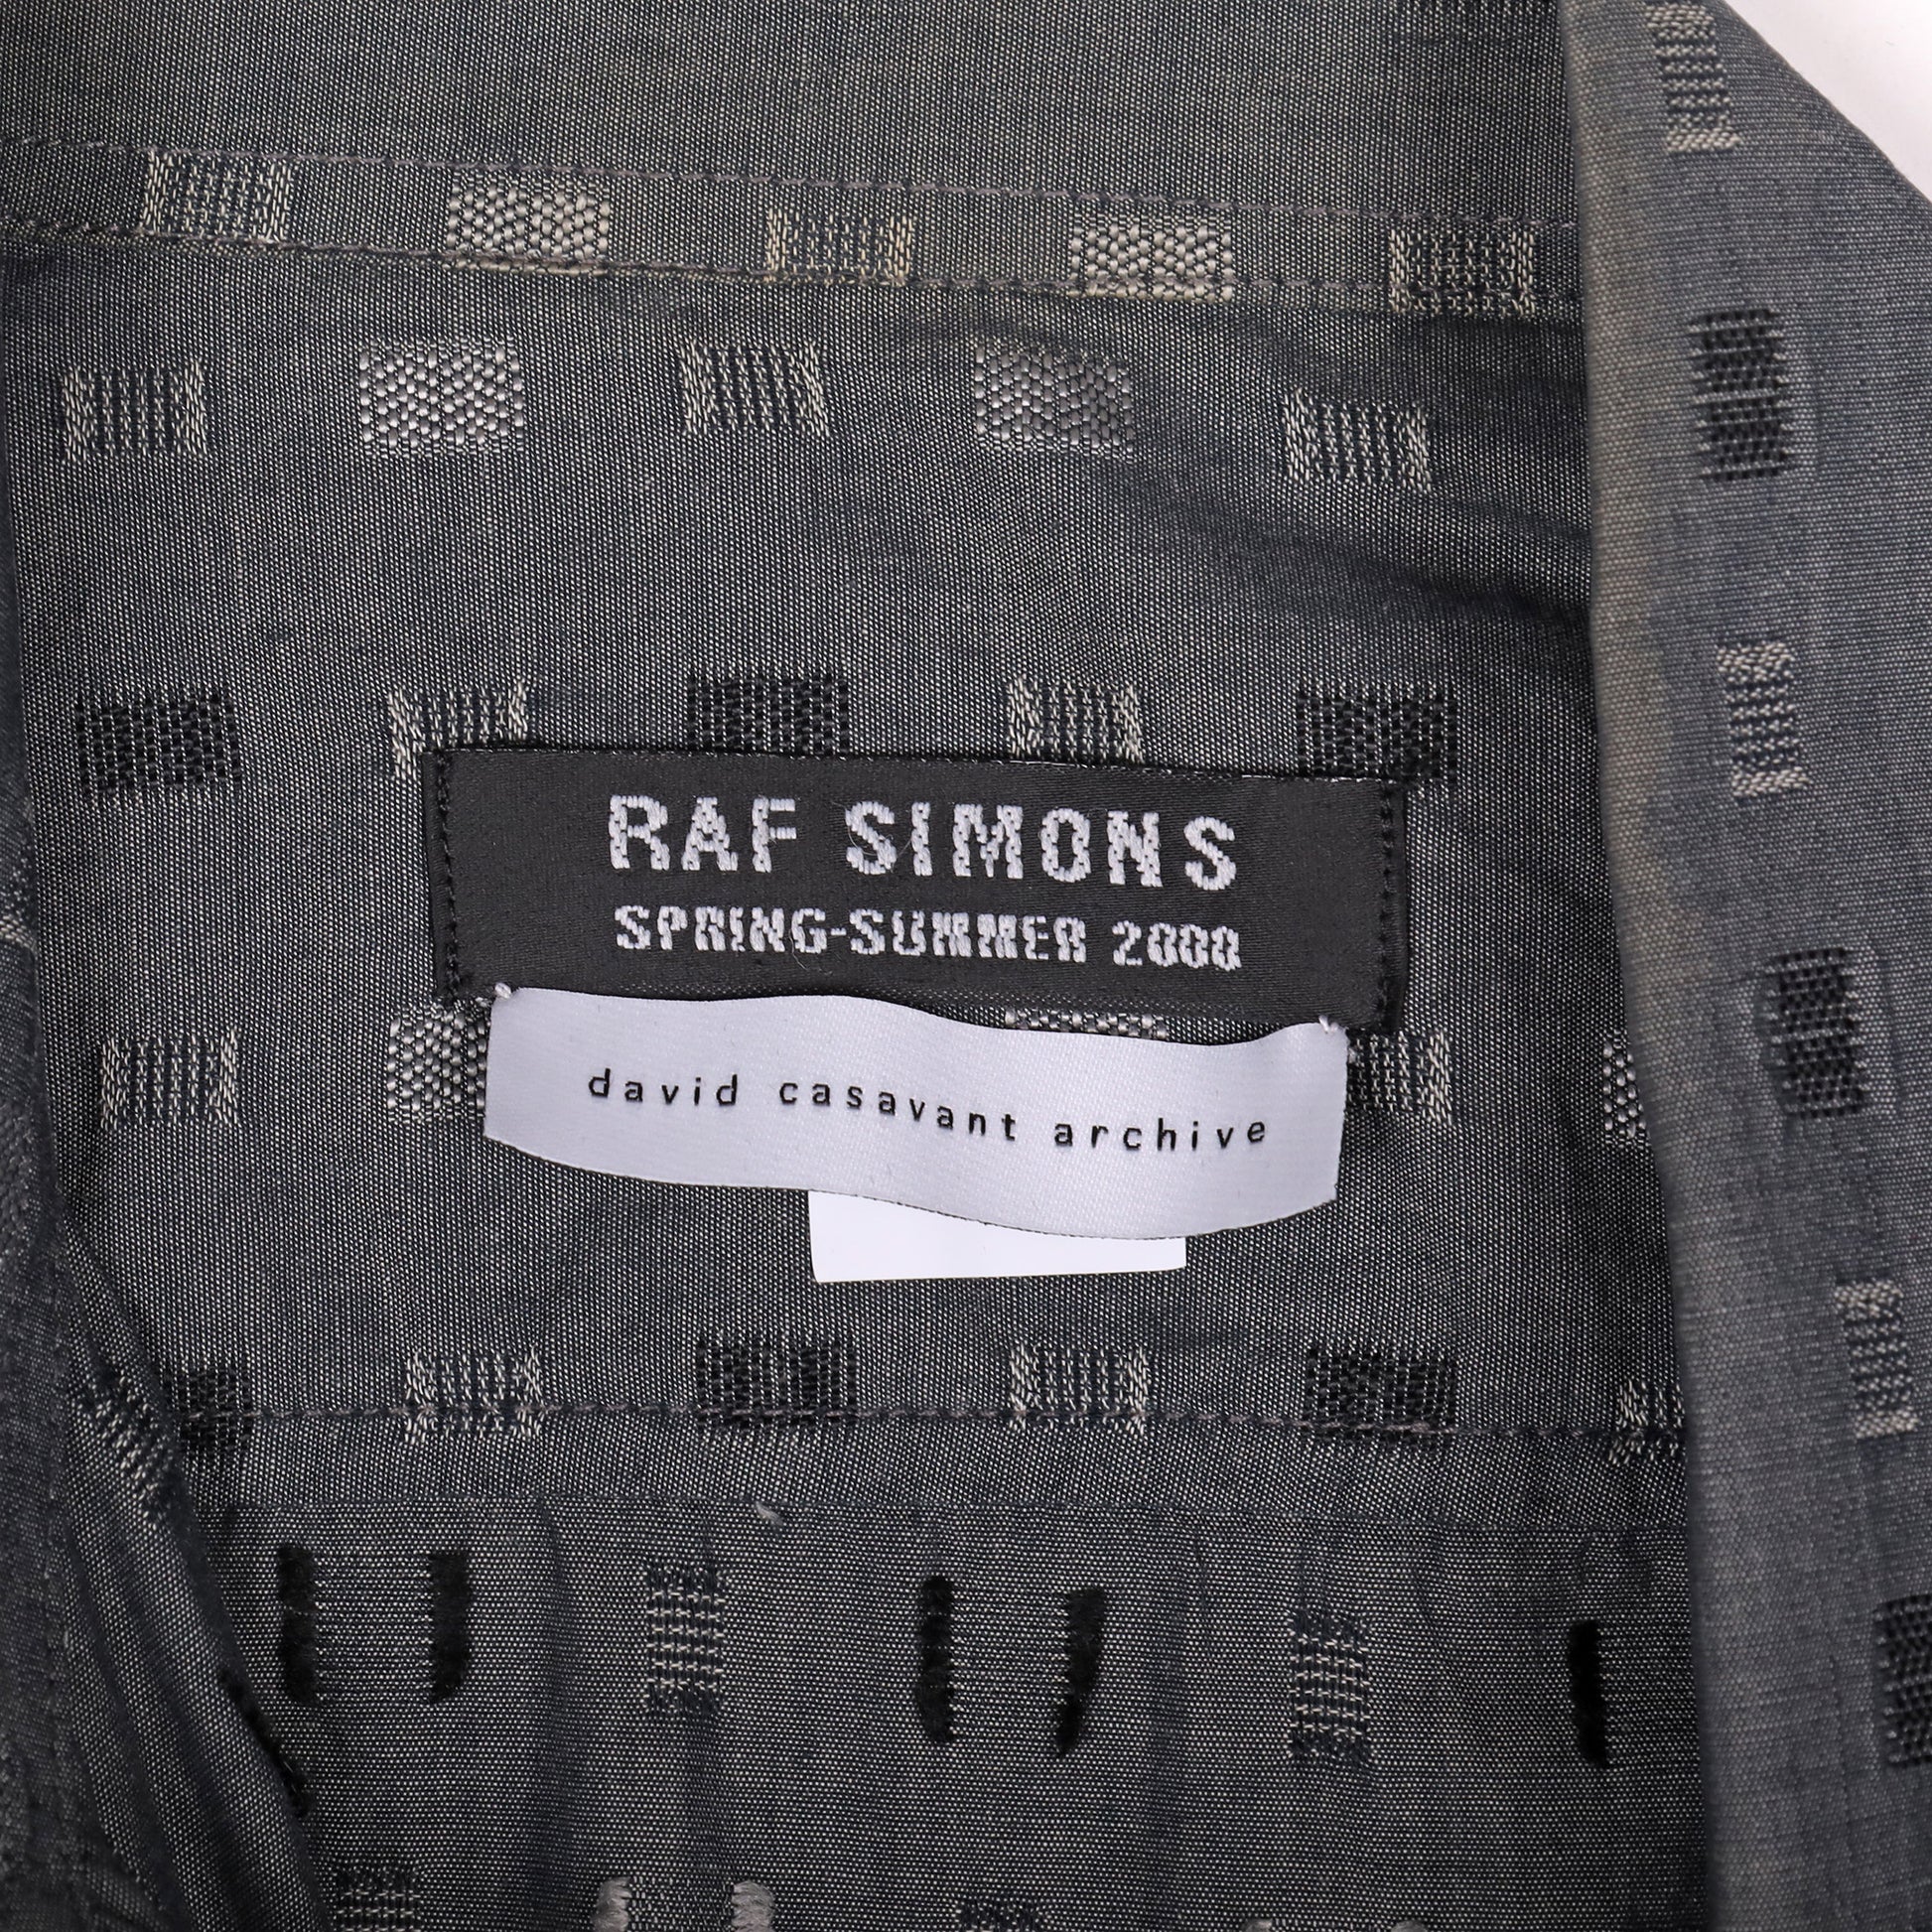 RAF SIMONS
SPRING-SUMMER 2000
david casavant archive